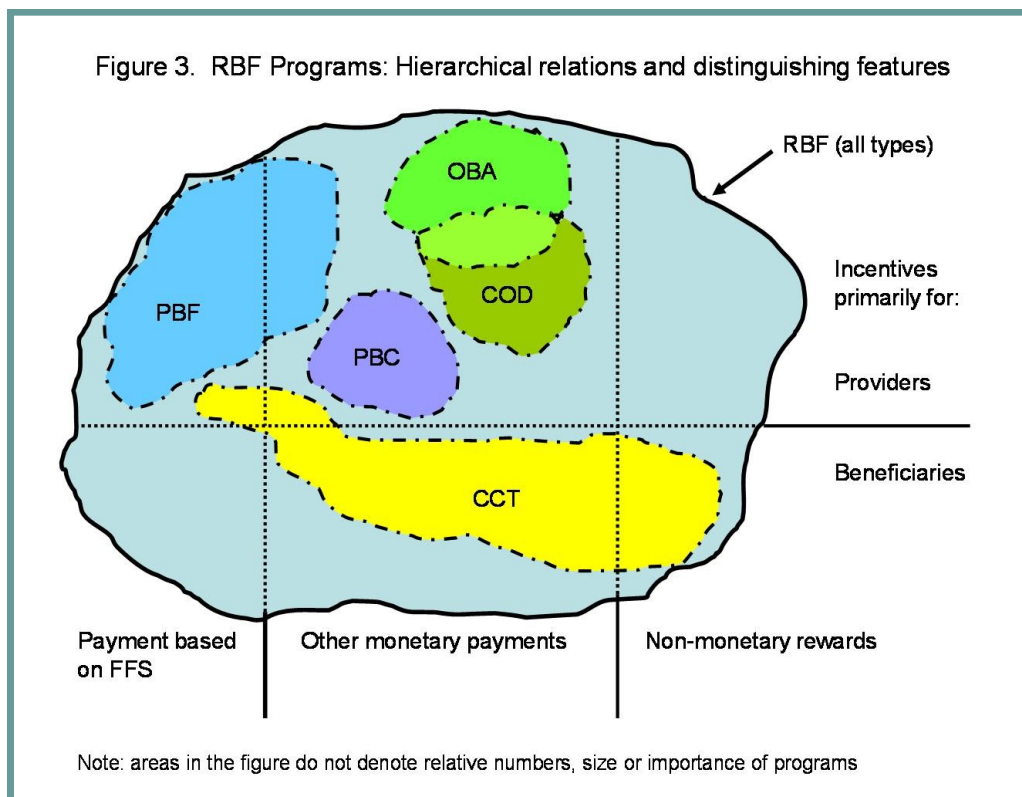 Figure 3.  RBF Programs: Hierarchical relations and distinguishing features
RBF (all types)
OBA
Incentives
primarily for:
COD
PBF
PBC
Providers
Beneficiaries
CCT
Payment based
on FFS
Other monetary payments
Non-monetary rewards
Note: areas in the figure do not denote relative numbers, size or importance of programs